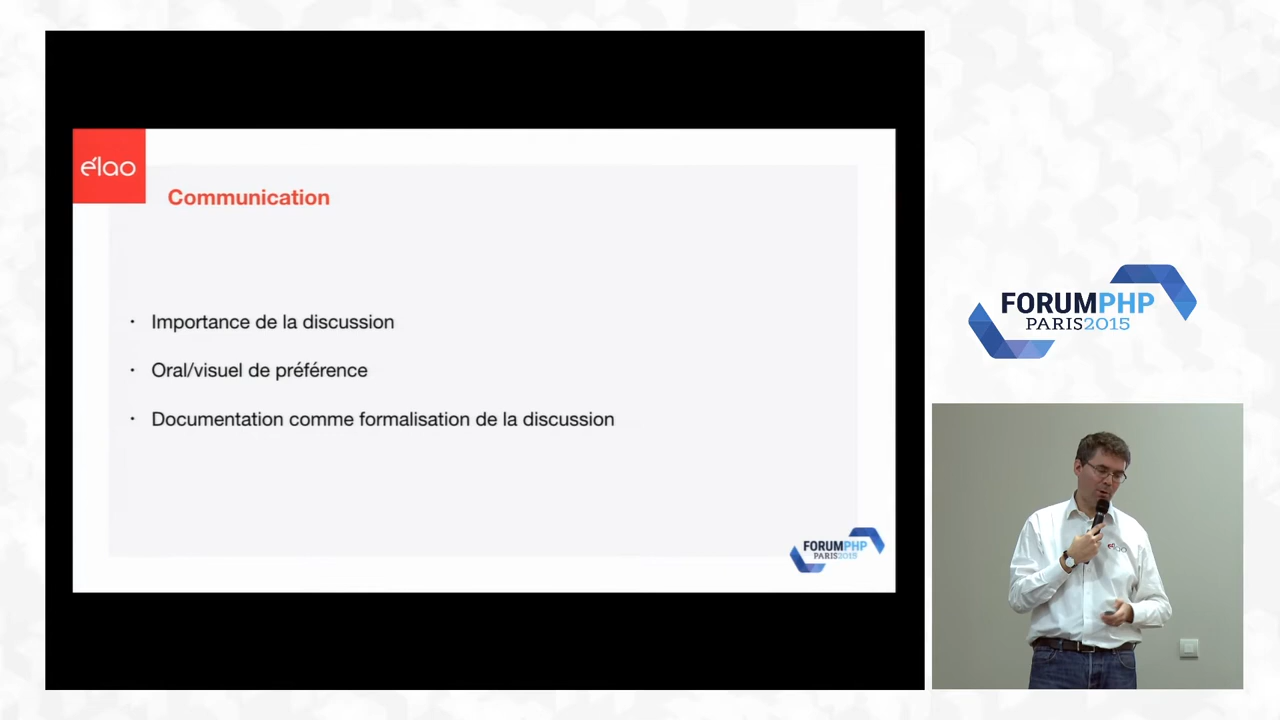 élao
Communication
· Importance de la discussion
· Oral/visuel de préférence
· Documentation comme formalisation de la discussion
FORUMPHP
PARIS2015
FORUMPHP
PARIS2015
élao